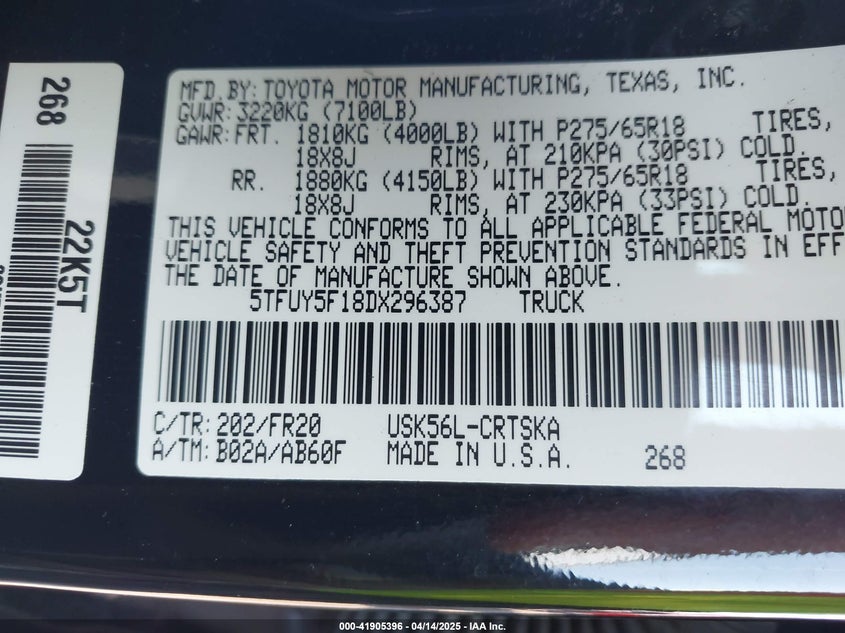 268
22K5T
MFD. BY: TOYOTA MOTOR MANUFACTURING, TEXAS, INC.
GVWR: 3220KG (7100LB)
GAWR: FRT. 1810KG (4000LB) WITH P275/65R18 TIRES,
18X8J RIMS, AT 210KPA (30PSI) COLD.
RR. 1880KG (4150LB) WITH P275/65R18 TIRES,
18X8J RIMS, AT 230KPA (33PSI) COLD.
THIS VEHICLE CONFORMS TO ALL APPLICABLE FEDERAL MOTO
VEHICLE SAFETY AND THEFT PREVENTION STANDARDS IN EFF
THE DATE OF MANUFACTURE SHOWN ABOVE.
5TFUY5F18DX296387 TRUCK
C/TR: 202/FR20 USK56L-CRTSKA
A/TM: B02A/AB60F MADE IN U.S.A. 268
000-41905396 - 04/14/2025 - IAA Inc.